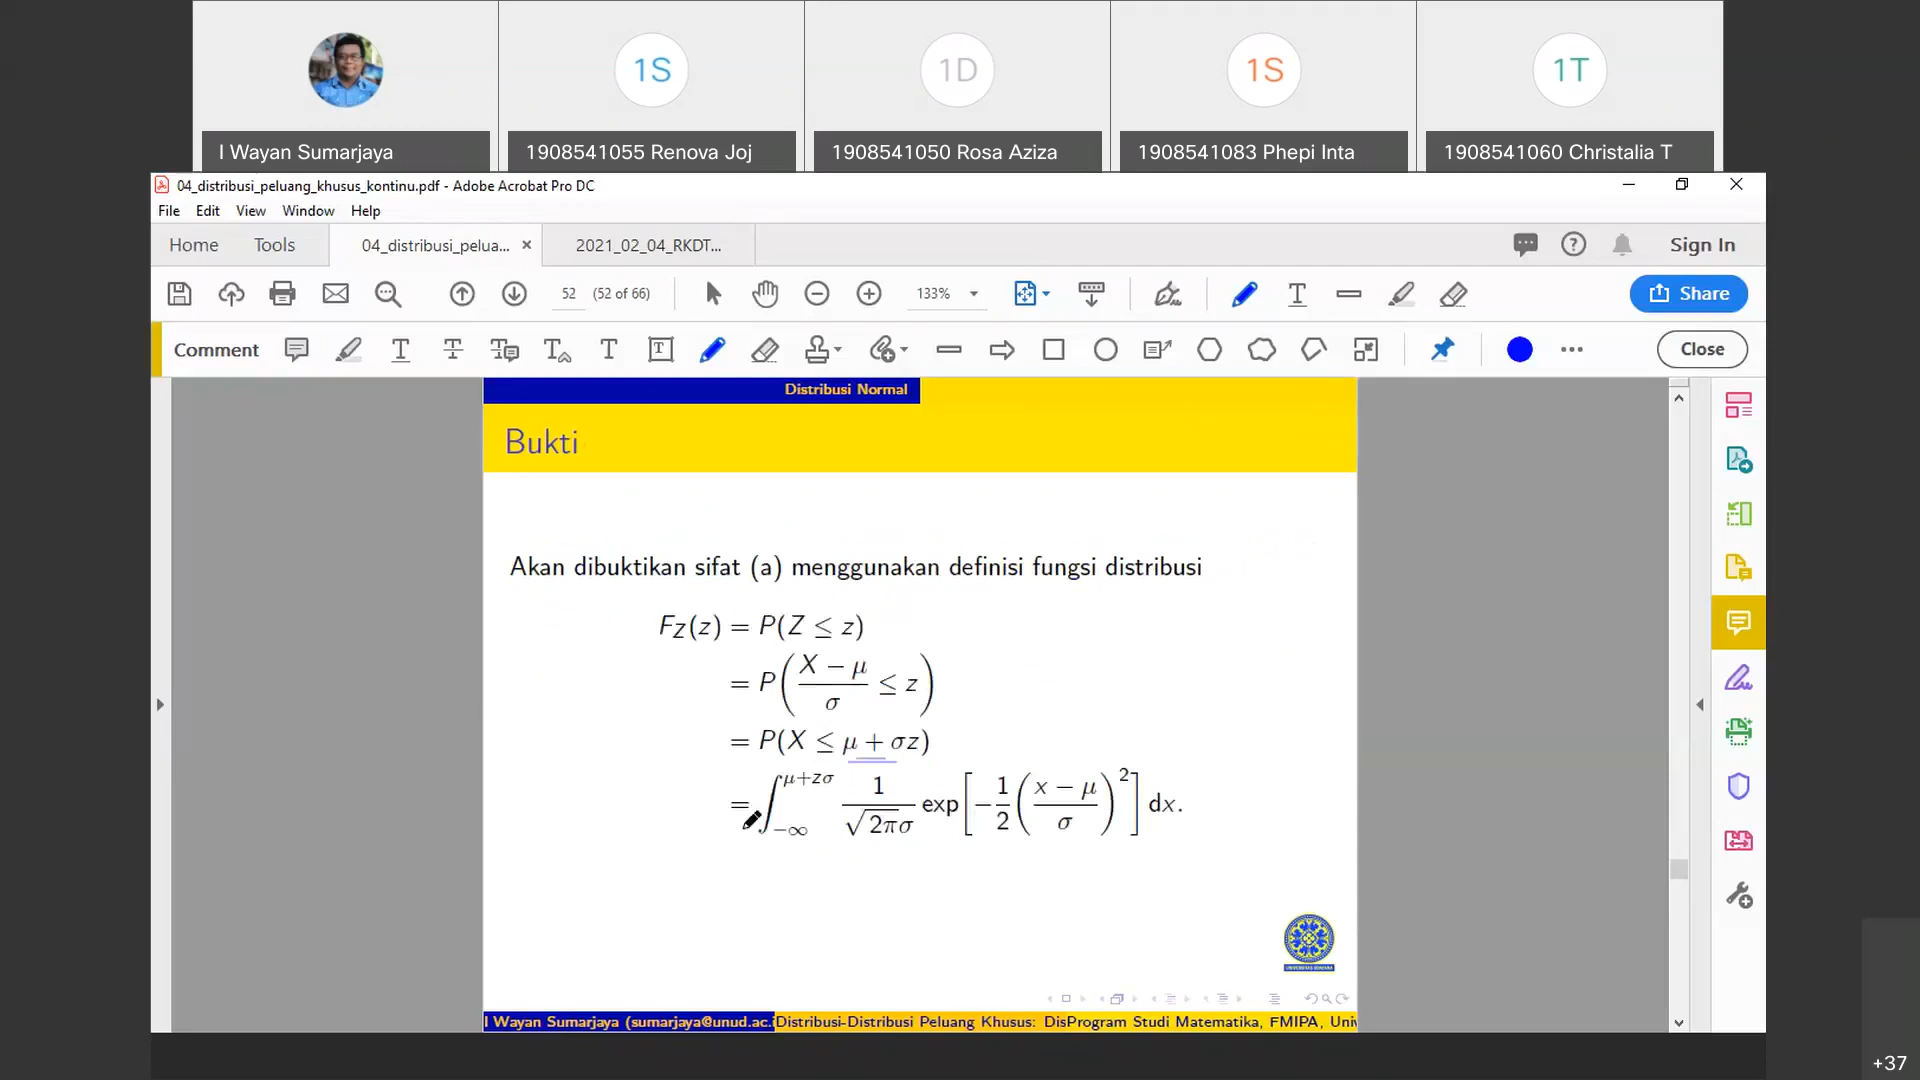 1S
1D
1S
1T
I Wayan Sumarjaya
1908541055 Renova Joj
1908541050 Rosa Aziza
1908541083 Phepi Inta
1908541060 Christalia T
04_distribusi_peluang_khusus_kontinu.pdf - Adobe Acrobat Pro DC
File Edit View Window Help
Home Tools 04_distribusi_pelua... × 2021_02_04_RKDT... Sign In
52 (52 of 66) 133% Share
Comment Close
Distribusi Normal
Bukti
Akan dibuktikan sifat (a) menggunakan definisi fungsi distribusi
F_Z(z) = P(Z ≤ z)
= P((X − μ)/σ ≤ z)
= P(X ≤ μ + σz)
= ∫_{−∞}^{μ+zσ} 1/(√2π σ) exp[−1/2 ((x − μ)/σ)²] dx.
UNIVERSITAS UDAYANA
I Wayan Sumarjaya (sumarjaya@unud.ac.i Distribusi-Distribusi Peluang Khusus: Dis Program Studi Matematika, FMIPA, Univ
+37